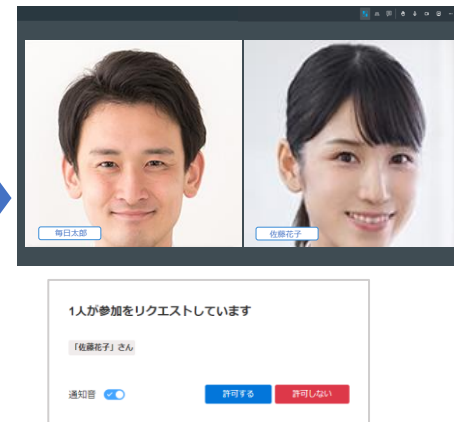 毎日太郎
佐藤花子
1人が参加をリクエストしています
「佐藤花子」さん
通知音
許可する
許可しない